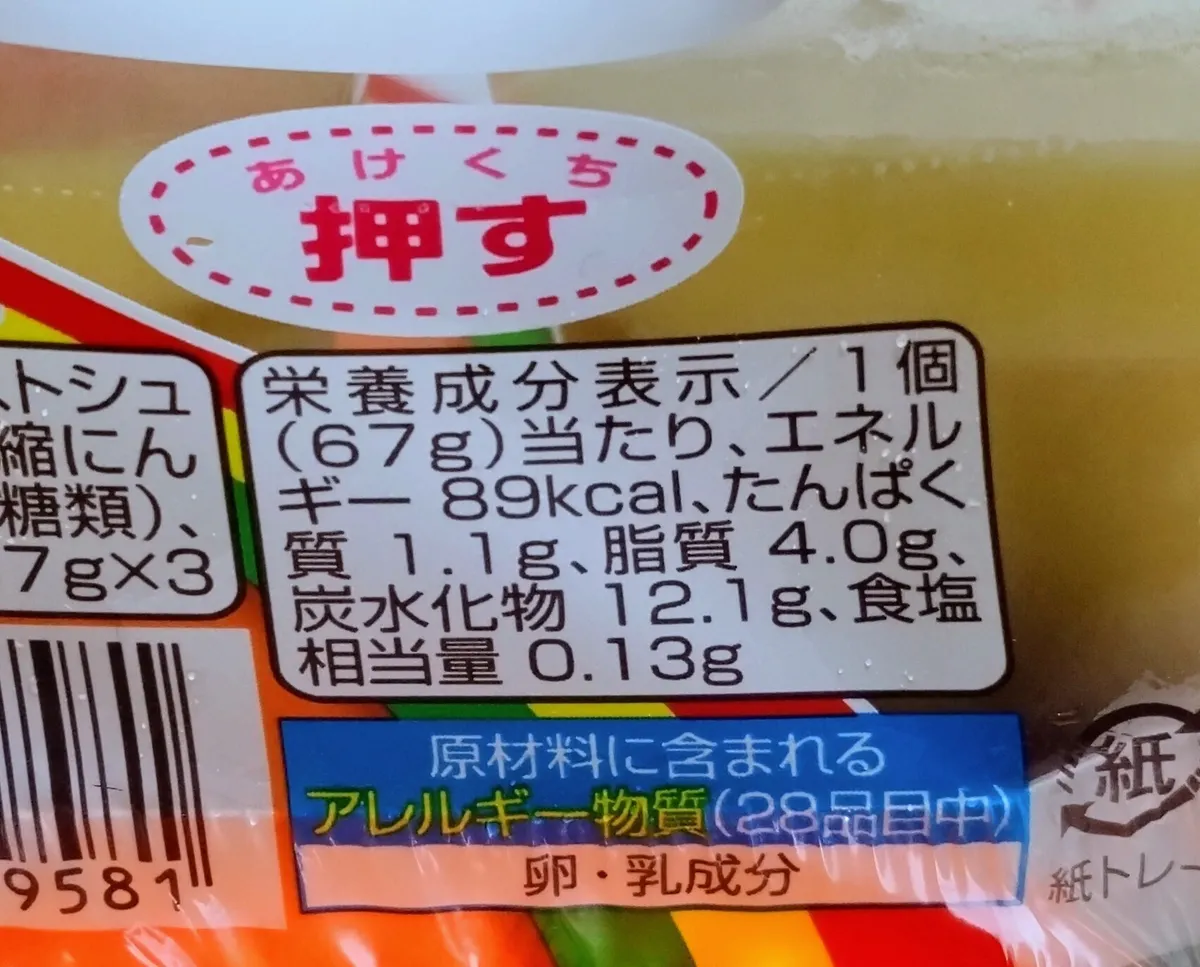 あけくち
押す
トシュ
縮にん
糖類)、
7g×3
栄養成分表示/1個
(67g)当たり、エネル
ギー 89kcal、たんぱく
質 1.1g、脂質 4.0g、
炭水化物 12.1g、食塩
相当量 0.13g
9581
原材料に含まれる
アレルギー物質(28品目中)
卵・乳成分
紙
紙トレー